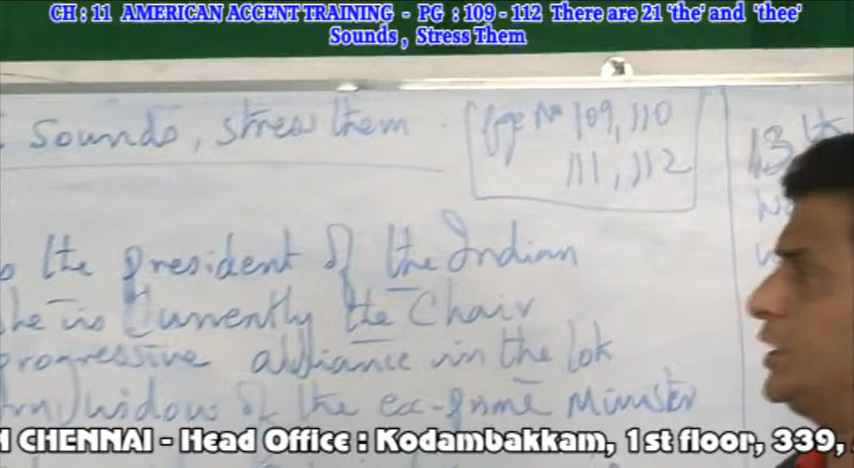 CH : 11 AMERICAN ACCENT TRAINING - PG : 109 - 112 There are 21 'the' and 'thee'
Sounds , Stress Them
: Sounds, stress them
Page No 109, 110
111, 112
13
the president of the Indian
he is Currently the Chair
progressive alliance in the lok
widow of the ex-prime Minister
CHENNAI - Head Office : Kodambakkam, 1st floor, 339,